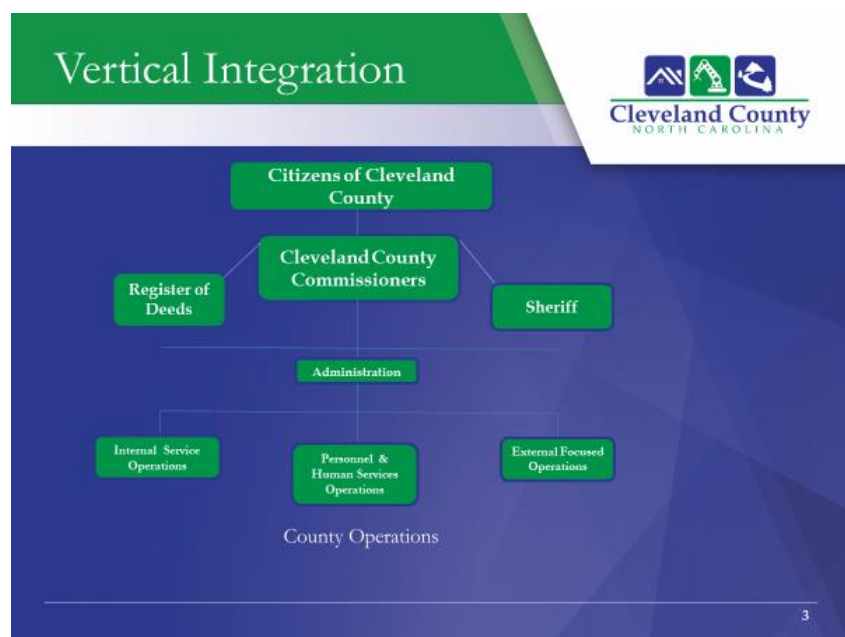 Vertical Integration
Cleveland County
NORTH CAROLINA
Citizens of Cleveland
County
Cleveland County
Commissioners
Register of
Deeds
Sheriff
Administration
Internal Service
Operations
Personnel &
Human Services
Operations
External Focused
Operations
County Operations
3